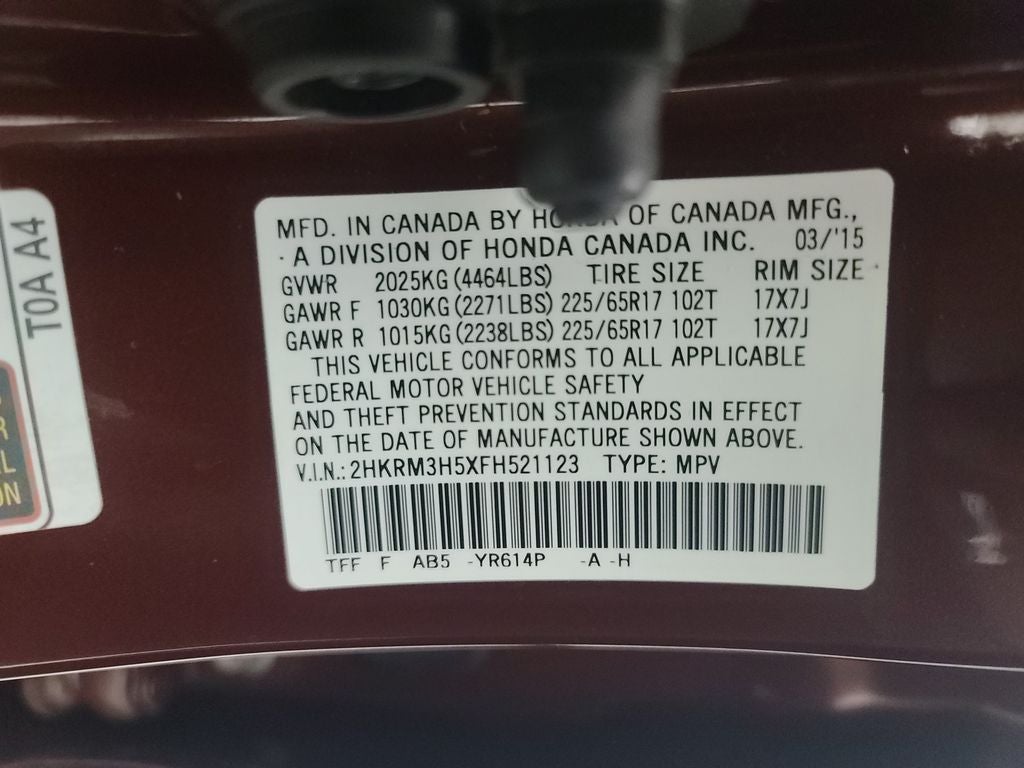 MFD. IN CANADA BY HONDA OF CANADA MFG.,
A DIVISION OF HONDA CANADA INC. 03/'15
GVWR 2025KG (4464LBS) TIRE SIZE RIM SIZE
GAWR F 1030KG (2271LBS) 225/65R17 102T 17X7J
GAWR R 1015KG (2238LBS) 225/65R17 102T 17X7J
THIS VEHICLE CONFORMS TO ALL APPLICABLE
FEDERAL MOTOR VEHICLE SAFETY
AND THEFT PREVENTION STANDARDS IN EFFECT
ON THE DATE OF MANUFACTURE SHOWN ABOVE.
V.I.N.: 2HKRM3H5XFH521123 TYPE: MPV
TFF F AB5 -YR614P -A -H
T0A A4